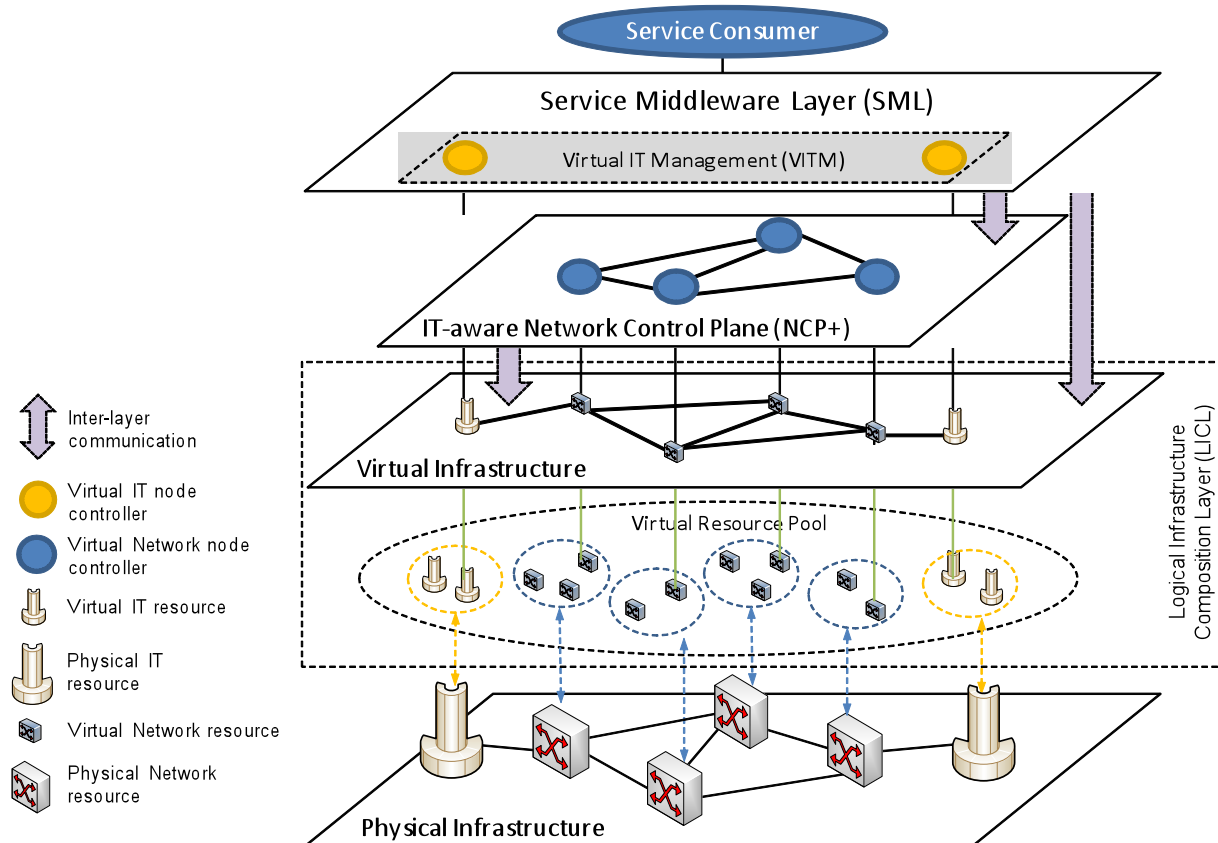 Service Consumer
Service Middleware Layer (SML)
Virtual IT Management (VITM)
IT-aware Network Control Plane (NCP+)
Virtual Infrastructure
Virtual Resource Pool
Logical Infrastructure
Composition Layer (LICL)
Physical Infrastructure
Inter-layer
communication
Virtual IT node
controller
Virtual Network node
controller
Virtual IT resource
Physical IT
resource
Virtual Network resource
Physical Network
resource